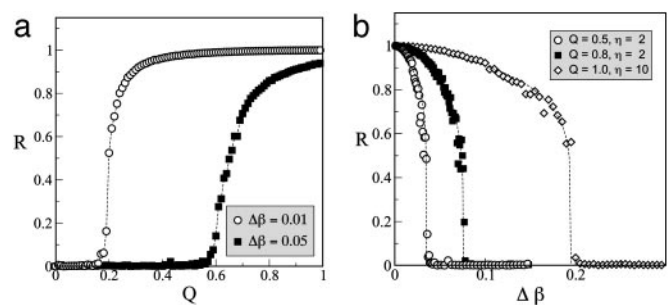 a
R
1
0.8
0.6
0.4
0.2
0
0 0.2 0.4 0.6 0.8 1
Q
Δβ = 0.01
Δβ = 0.05
b
R
1
0.8
0.6
0.4
0.2
0
0 0.1 0.2
Δ β
Q = 0.5, η = 2
Q = 0.8, η = 2
Q = 1.0, η = 10